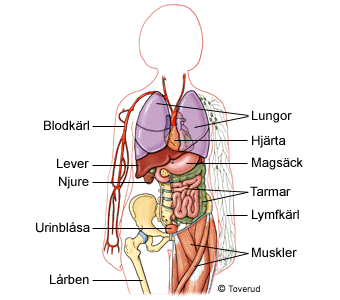 Blodkärl
Lever
Njure
Urinblåsa
Lårben
Lungor
Hjärta
Magsäck
Tarmar
Lymfkärl
Muskler
© Toverud